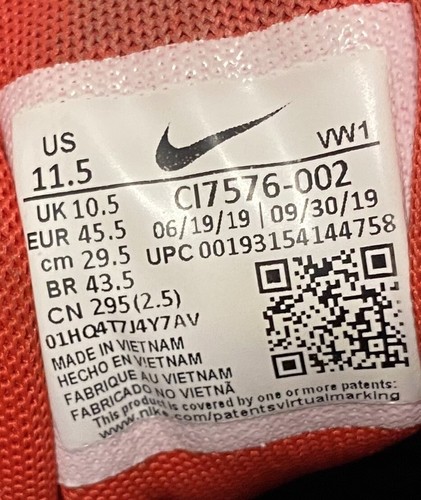 US
11.5
VW1
UK 10.5
CI7576-002
EUR 45.5
06/19/19 | 09/30/19
cm 29.5
UPC 00193154144758
BR 43.5
CN 295(2.5)
01HQ4T7J4Y7AV
MADE IN VIETNAM
HECHO EN VIETNAM
FABRIQUE AU VIETNAM
FABRICADO NO VIETNÃ
This product is covered by one or more patents:
www.nike.com/patentsvirtualmarking